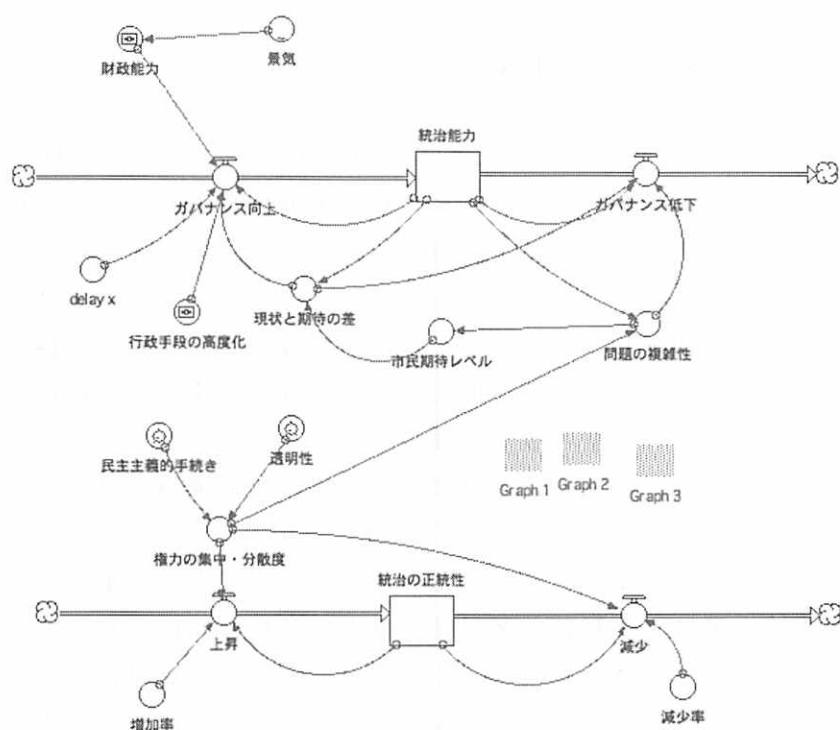 景気
財政能力
統治能力
ガバナンス向上
ガバナンス低下
delay x
現状と期待の差
行政手段の高度化
市民期待レベル
問題の複雑性
民主主義的手続き
透明性
Graph 1
Graph 2
Graph 3
権力の集中・分散度
統治の正統性
上昇
減少
増加率
減少率